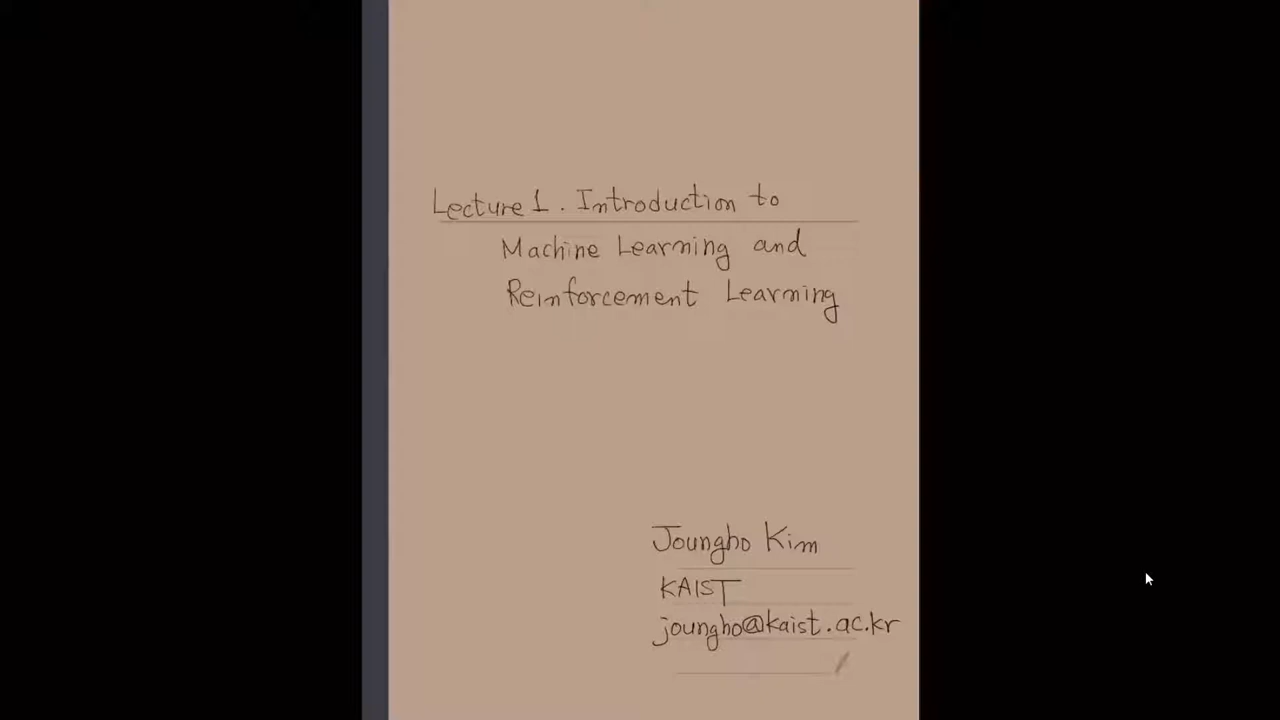 Lecture 1. Introduction to
Machine Learning and
Reinforcement Learning
Joungho Kim
KAIST
joungho@kaist.ac.kr